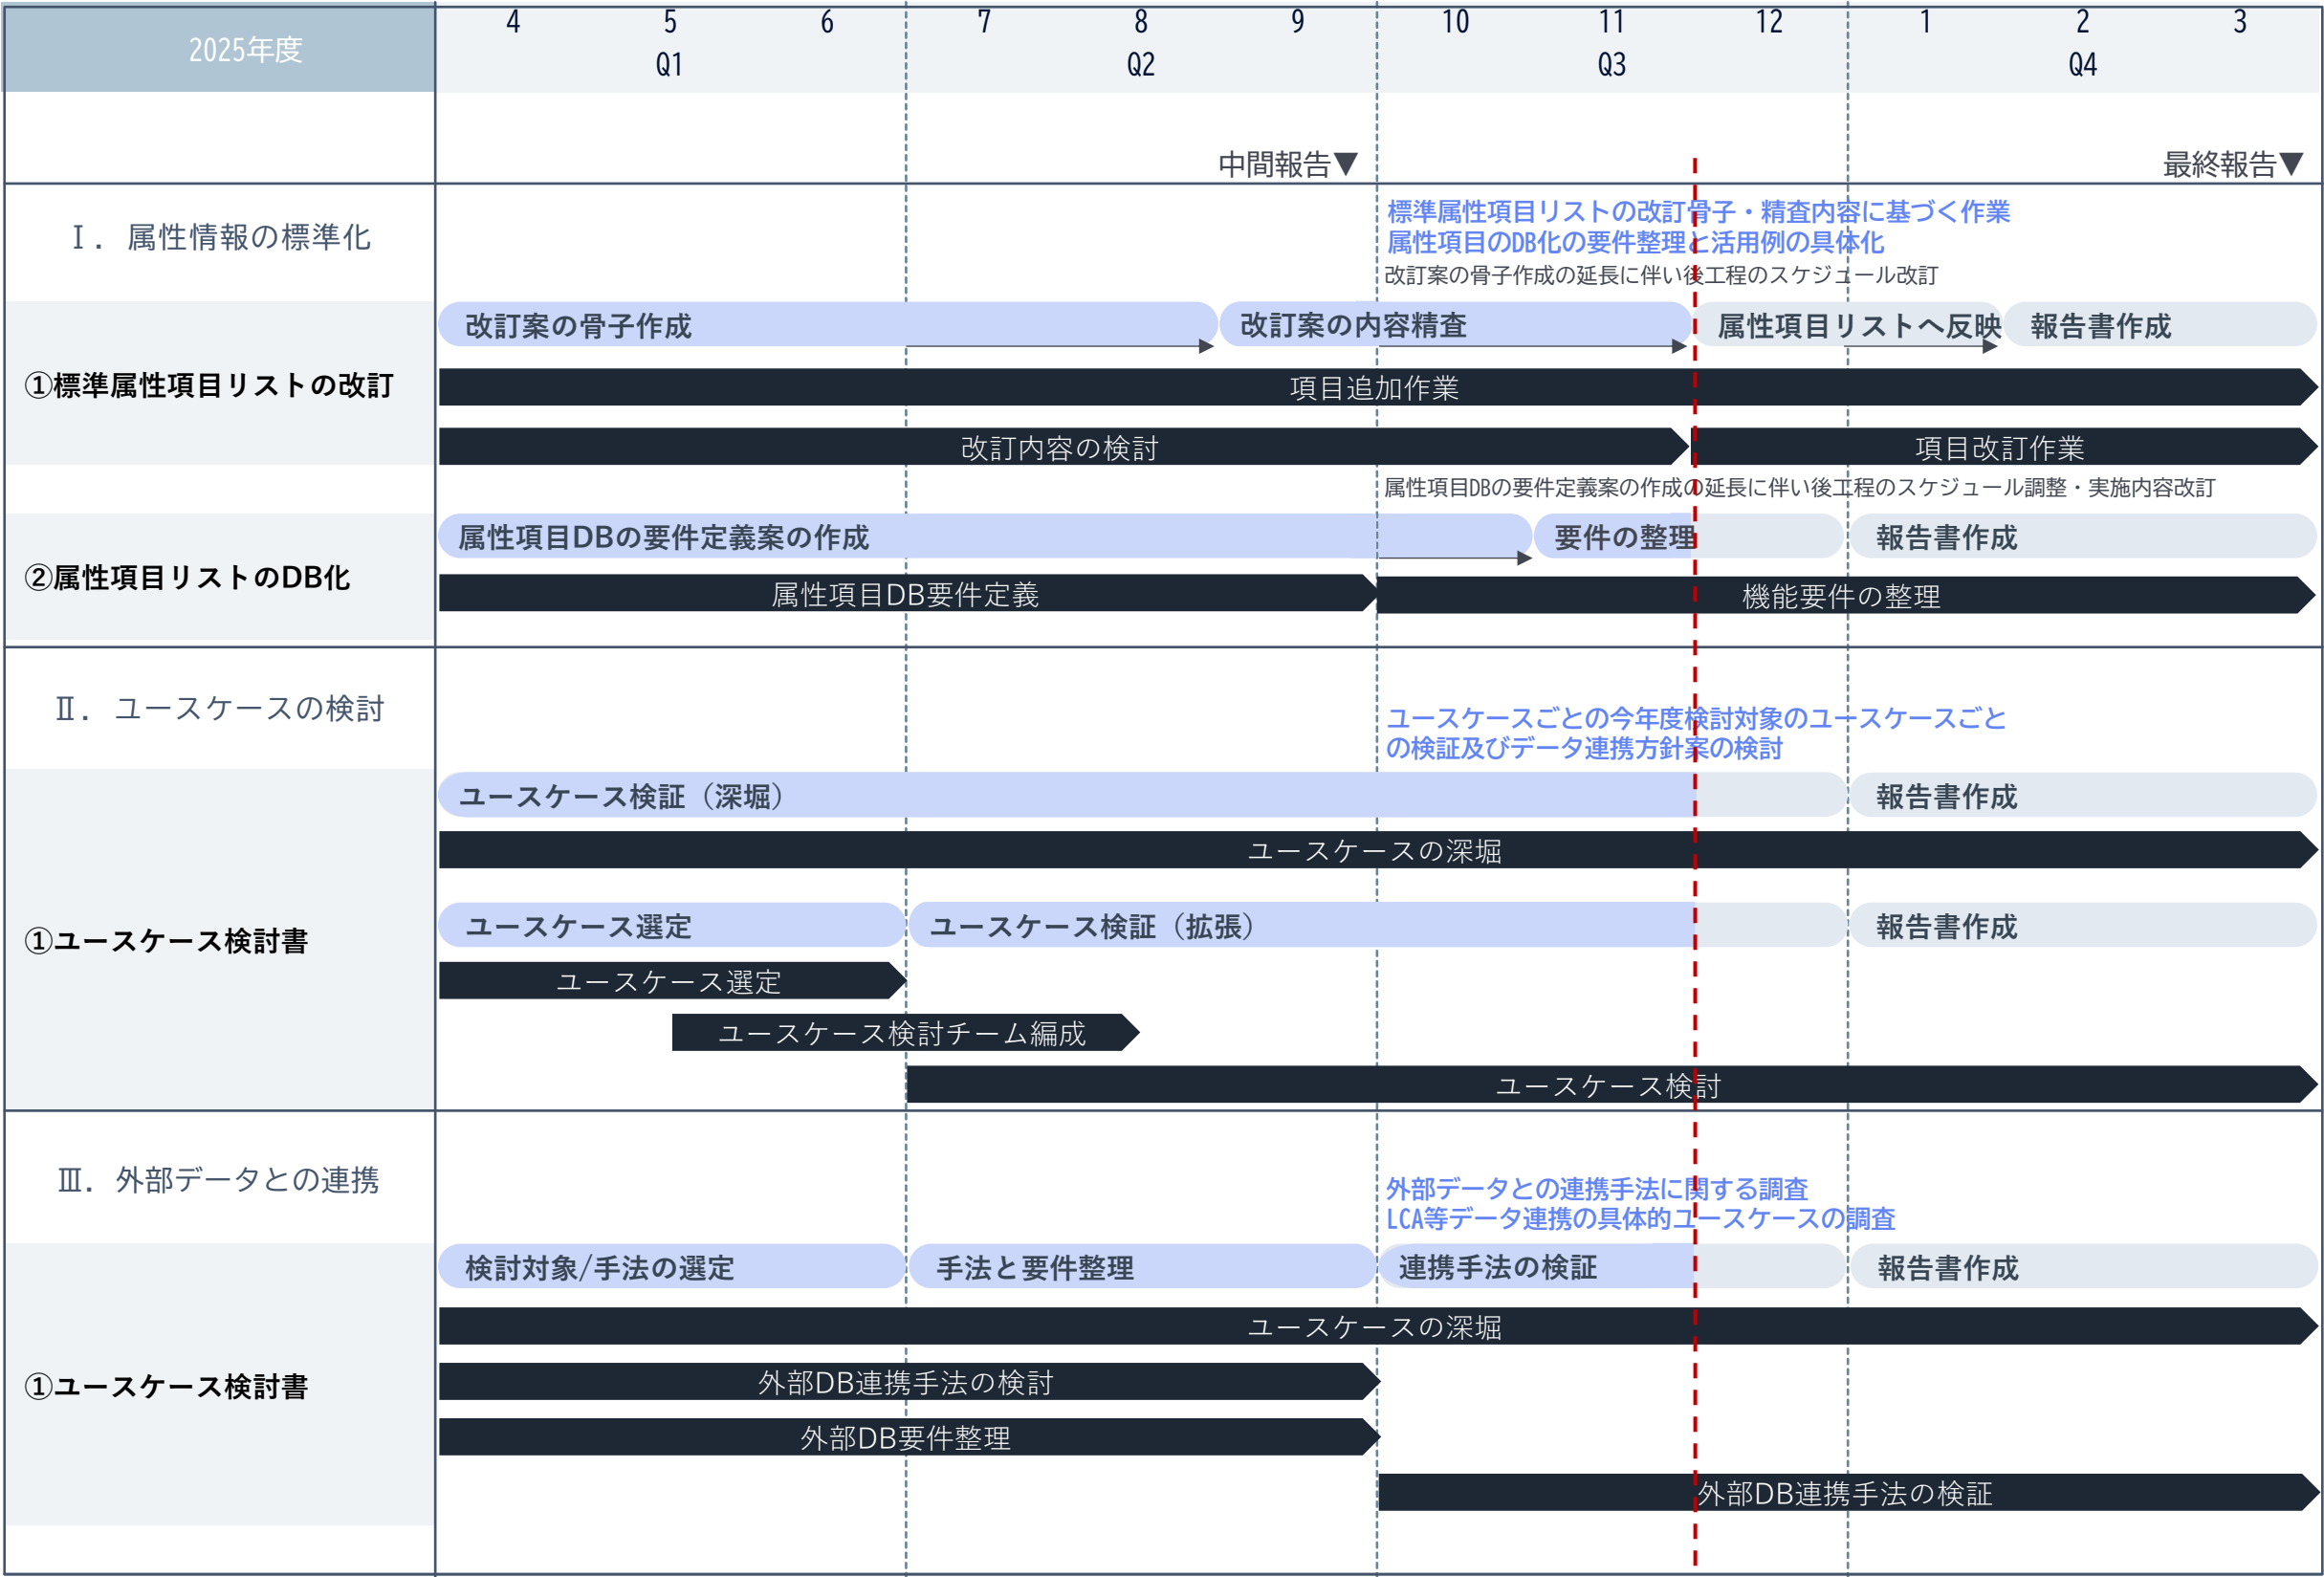 2025年度
4 5 6 7 8 9 10 11 12 1 2 3
Q1 Q2 Q3 Q4
中間報告▼
最終報告▼
Ⅰ．属性情報の標準化
標準属性項目リストの改訂骨子・精査内容に基づく作業
属性項目のDB化の要件整理と活用例の具体化
改訂案の骨子作成の延長に伴い後工程のスケジュール改訂
①標準属性項目リストの改訂
改訂案の骨子作成
改訂案の内容精査
属性項目リストへ反映
報告書作成
項目追加作業
改訂内容の検討
項目改訂作業
属性項目DBの要件定義案の作成の延長に伴い後工程のスケジュール調整・実施内容改訂
②属性項目リストのDB化
属性項目DBの要件定義案の作成
要件の整理
報告書作成
属性項目DB要件定義
機能要件の整理
Ⅱ．ユースケースの検討
ユースケースごとの今年度検討対象のユースケースごと
の検証及びデータ連携方針案の検討
①ユースケース検討書
ユースケース検証（深堀）
報告書作成
ユースケースの深堀
ユースケース選定
ユースケース検証（拡張）
報告書作成
ユースケース選定
ユースケース検討チーム編成
ユースケース検討
Ⅲ．外部データとの連携
外部データとの連携手法に関する調査
LCA等データ連携の具体的ユースケースの調査
①ユースケース検討書
検討対象/手法の選定
手法と要件整理
連携手法の検証
報告書作成
ユースケースの深堀
外部DB連携手法の検討
外部DB要件整理
外部DB連携手法の検証